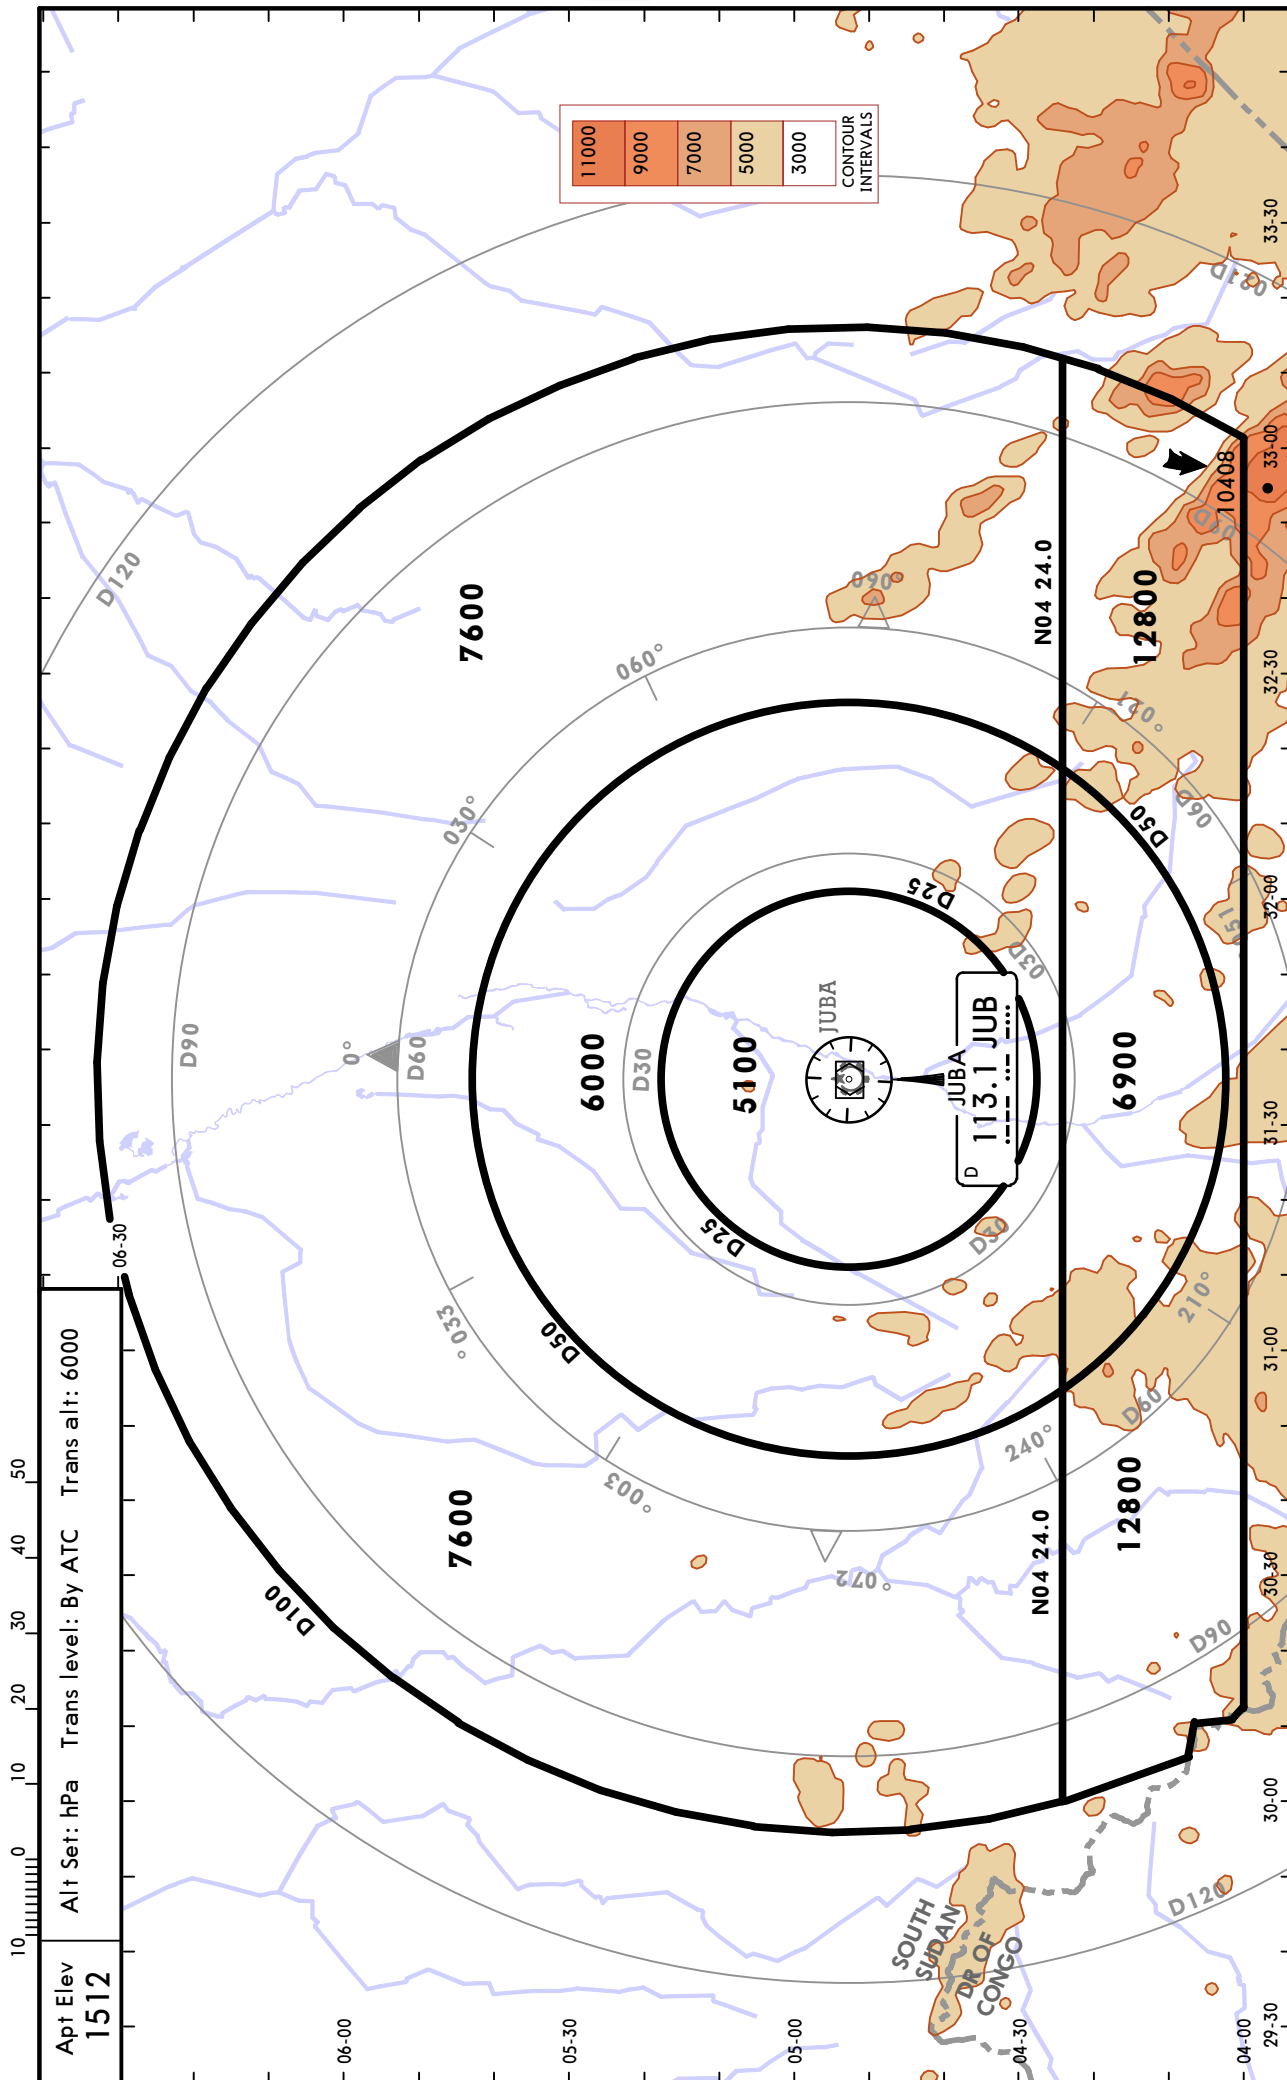 10 0 10 20 30 40 50
Apt Elev
1512
Alt Set: hPa Trans level: By ATC Trans alt: 6000
06-30
06-00
05-30
05-00
04-30
04-00
29-30
30-00
30-30
31-00
31-30
32-00
32-30
33-00
33-30
D120
D100
D90
7600
7600
0°
D60
030°
060°
090°
120°
150°
210°
240°
270°
300°
330°
6000
D30
D50
D25
5100
JUBA
JUBA
D 113.1 JUB
D25
D30
D30
N04 24.0
N04 24.0
6900
12800
12800
D50
D60
D60
D90
D90
D120
D120
10408
SOUTH
SUDAN
DR OF
CONGO
11000
9000
7000
5000
3000
CONTOUR
INTERVALS